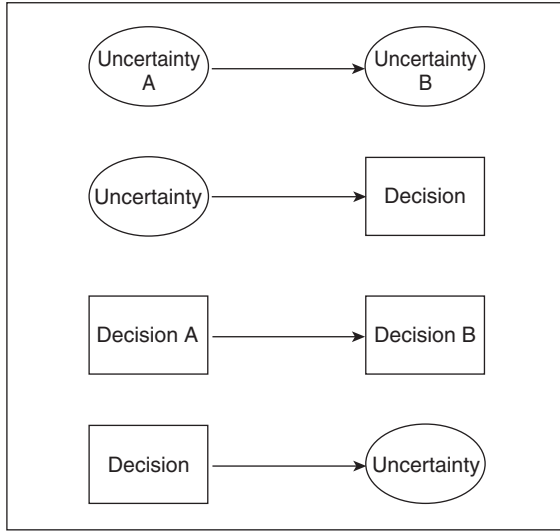 Uncertainty
A
Uncertainty
B
Uncertainty
Decision
Decision A
Decision B
Decision
Uncertainty